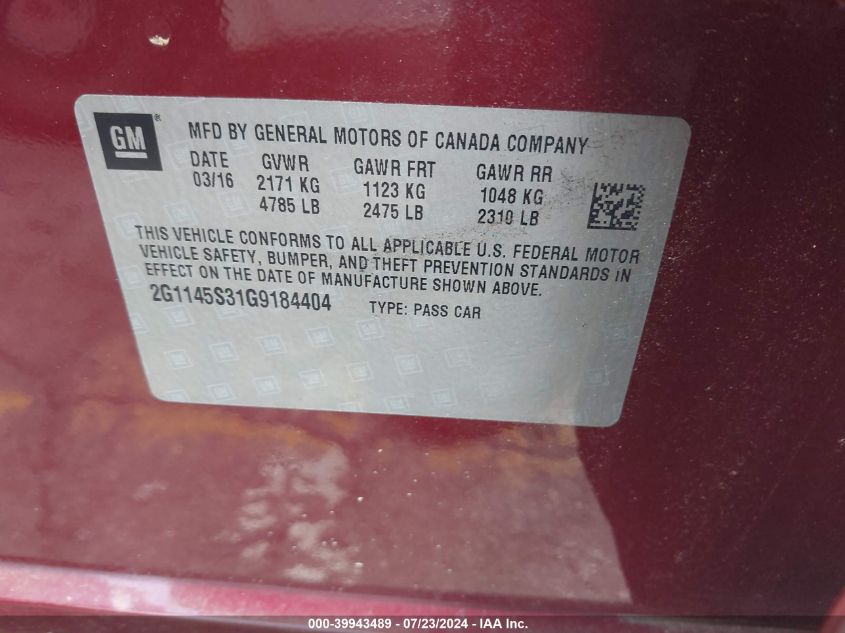 GM ®
MFD BY GENERAL MOTORS OF CANADA COMPANY
DATE GVWR GAWR FRT GAWR RR
03/16 2171 KG 1123 KG 1048 KG
4785 LB 2475 LB 2310 LB
THIS VEHICLE CONFORMS TO ALL APPLICABLE U.S. FEDERAL MOTOR
VEHICLE SAFETY, BUMPER, AND THEFT PREVENTION STANDARDS IN
EFFECT ON THE DATE OF MANUFACTURE SHOWN ABOVE.
2G1145S31G9184404 TYPE: PASS CAR
000-39943489 - 07/23/2024 - IAA Inc.